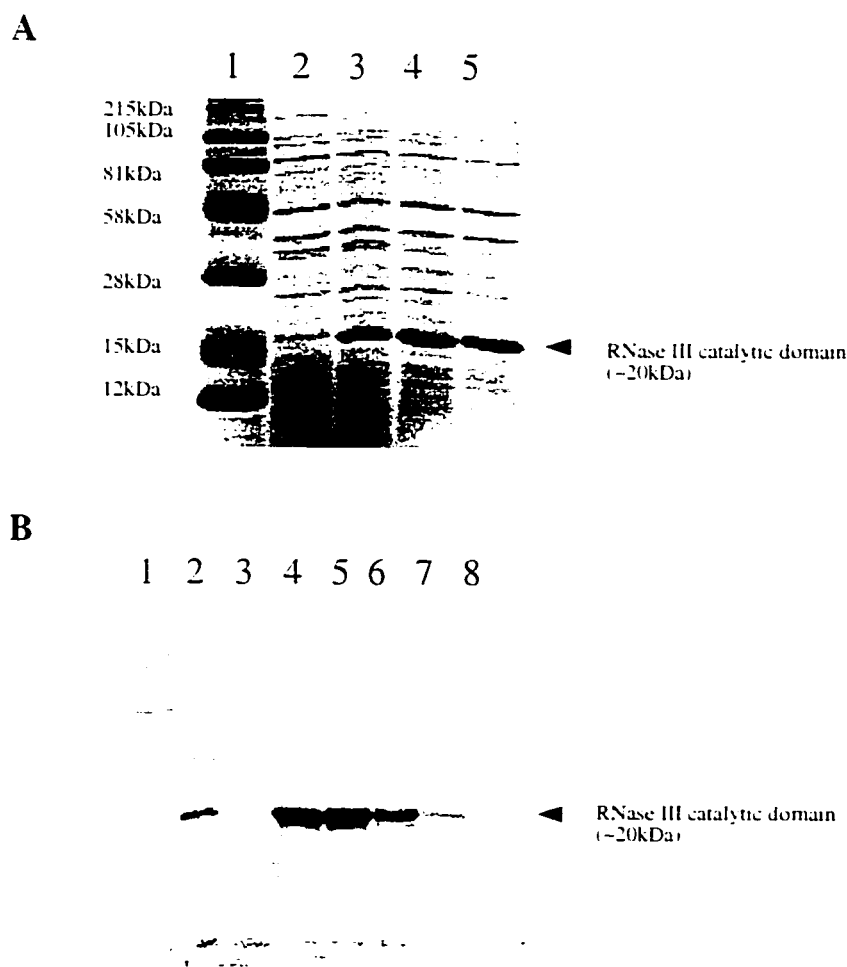 A
1 2 3 4 5
215kDa
105kDa
81kDa
58kDa
28kDa
15kDa
12kDa
RNase III catalytic domain
(~20kDa)
B
1 2 3 4 5 6 7 8
RNase III catalytic domain
(~20kDa)